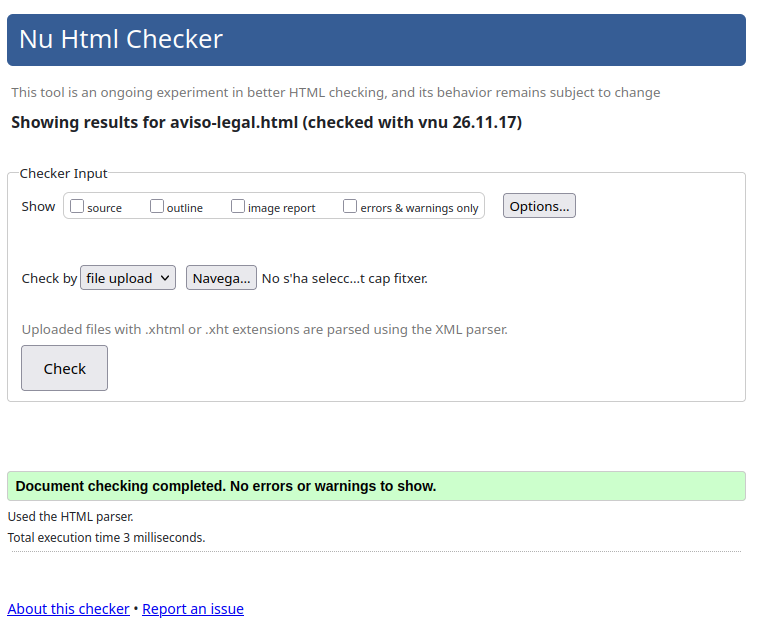 Nu Html Checker
This tool is an ongoing experiment in better HTML checking, and its behavior remains subject to change
Showing results for aviso-legal.html (checked with vnu 26.11.17)
Checker Input
Show source outline image report errors & warnings only Options...
Check by file upload Navega... No s'ha selecc...t cap fitxer.
Uploaded files with .xhtml or .xht extensions are parsed using the XML parser.
Check
Document checking completed. No errors or warnings to show.
Used the HTML parser.
Total execution time 3 milliseconds.
About this checker • Report an issue